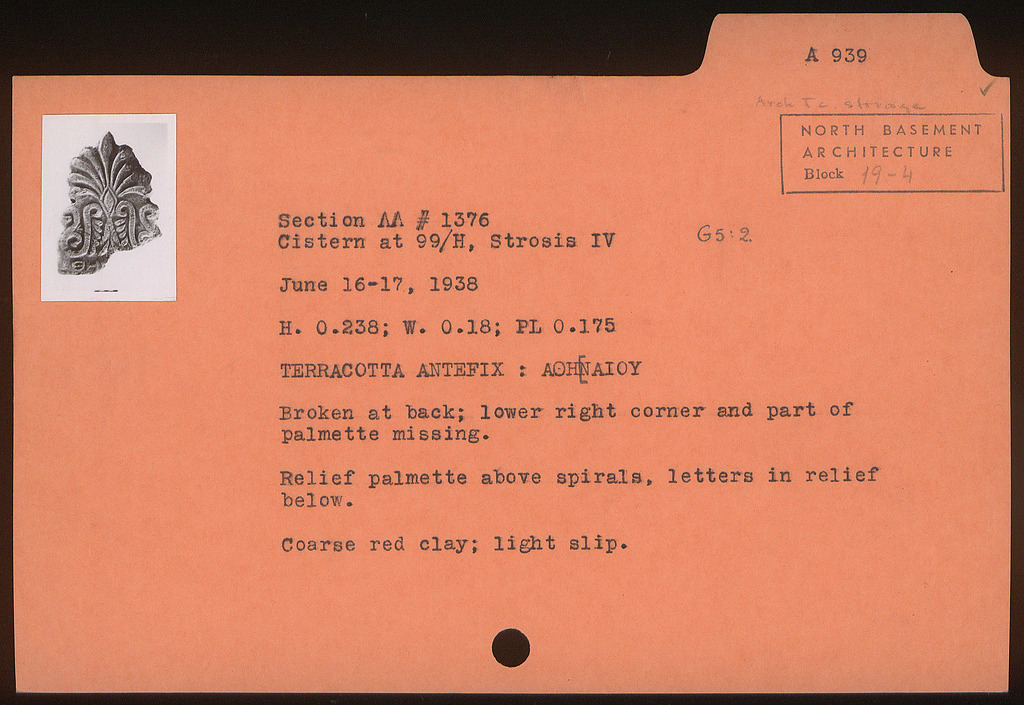 A 939
Arch T c. storage
NORTH BASEMENT
ARCHITECTURE
Block 19-4
Section ΛΛ # 1376
Cistern at 99/H, Strosis IV
G5:2.
June 16-17, 1938
H. 0.238; W. 0.18; PL 0.175
TERRACOTTA ANTEFIX : ΑΘΗ[ΝΑΙΟΥ
Broken at back; lower right corner and part of
palmette missing.
Relief palmette above spirals, letters in relief
below.
Coarse red clay; light slip.